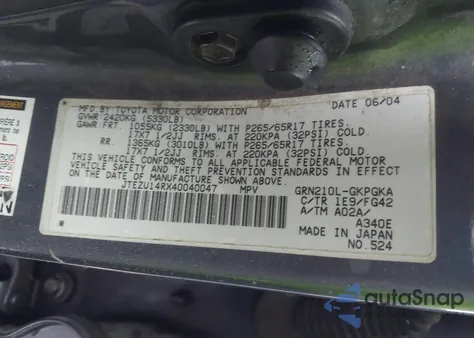 MFD.BY TOYOTA MOTOR CORPORATION DATE 06/04
GVWR 2420KG (5330LB)
GAWR: FRT. 1055KG (2330LB) WITH P265/65R17 TIRES.
17X7 1/2JJ RIMS. AT 220KPA (32PSI) COLD.
RR. 1365KG (3010LB) WITH P265/65R17 TIRES.
17X7 1/2JJ RIMS. AT 220KPA (32PSI) COLD.
THIS VEHICLE CONFORMS TO ALL APPLICABLE FEDERAL MOTOR
VEHICLE SAFETY AND THEFT PREVENTION STANDARDS IN EFFECT
ON THE DATE OF MANUFACTURE SHOWN ABOVE.
JTEZU14RX40040047 MPV GRN210L-GKPGKA
C/TR 1E9/FG42
A/TM A02A/
A340E
MADE IN JAPAN
NO.524
autoSnap